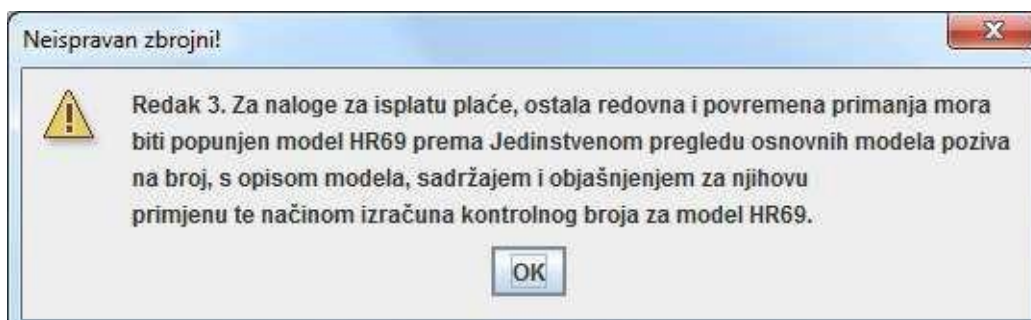 Neispravan zbrojni!
Redak 3. Za naloge za isplatu plaće, ostala redovna i povremena primanja mora
biti popunjen model HR69 prema Jedinstvenom pregledu osnovnih modela poziva
na broj, s opisom modela, sadržajem i objašnjenjem za njihovu
primjenu te načinom izračuna kontrolnog broja za model HR69.
OK